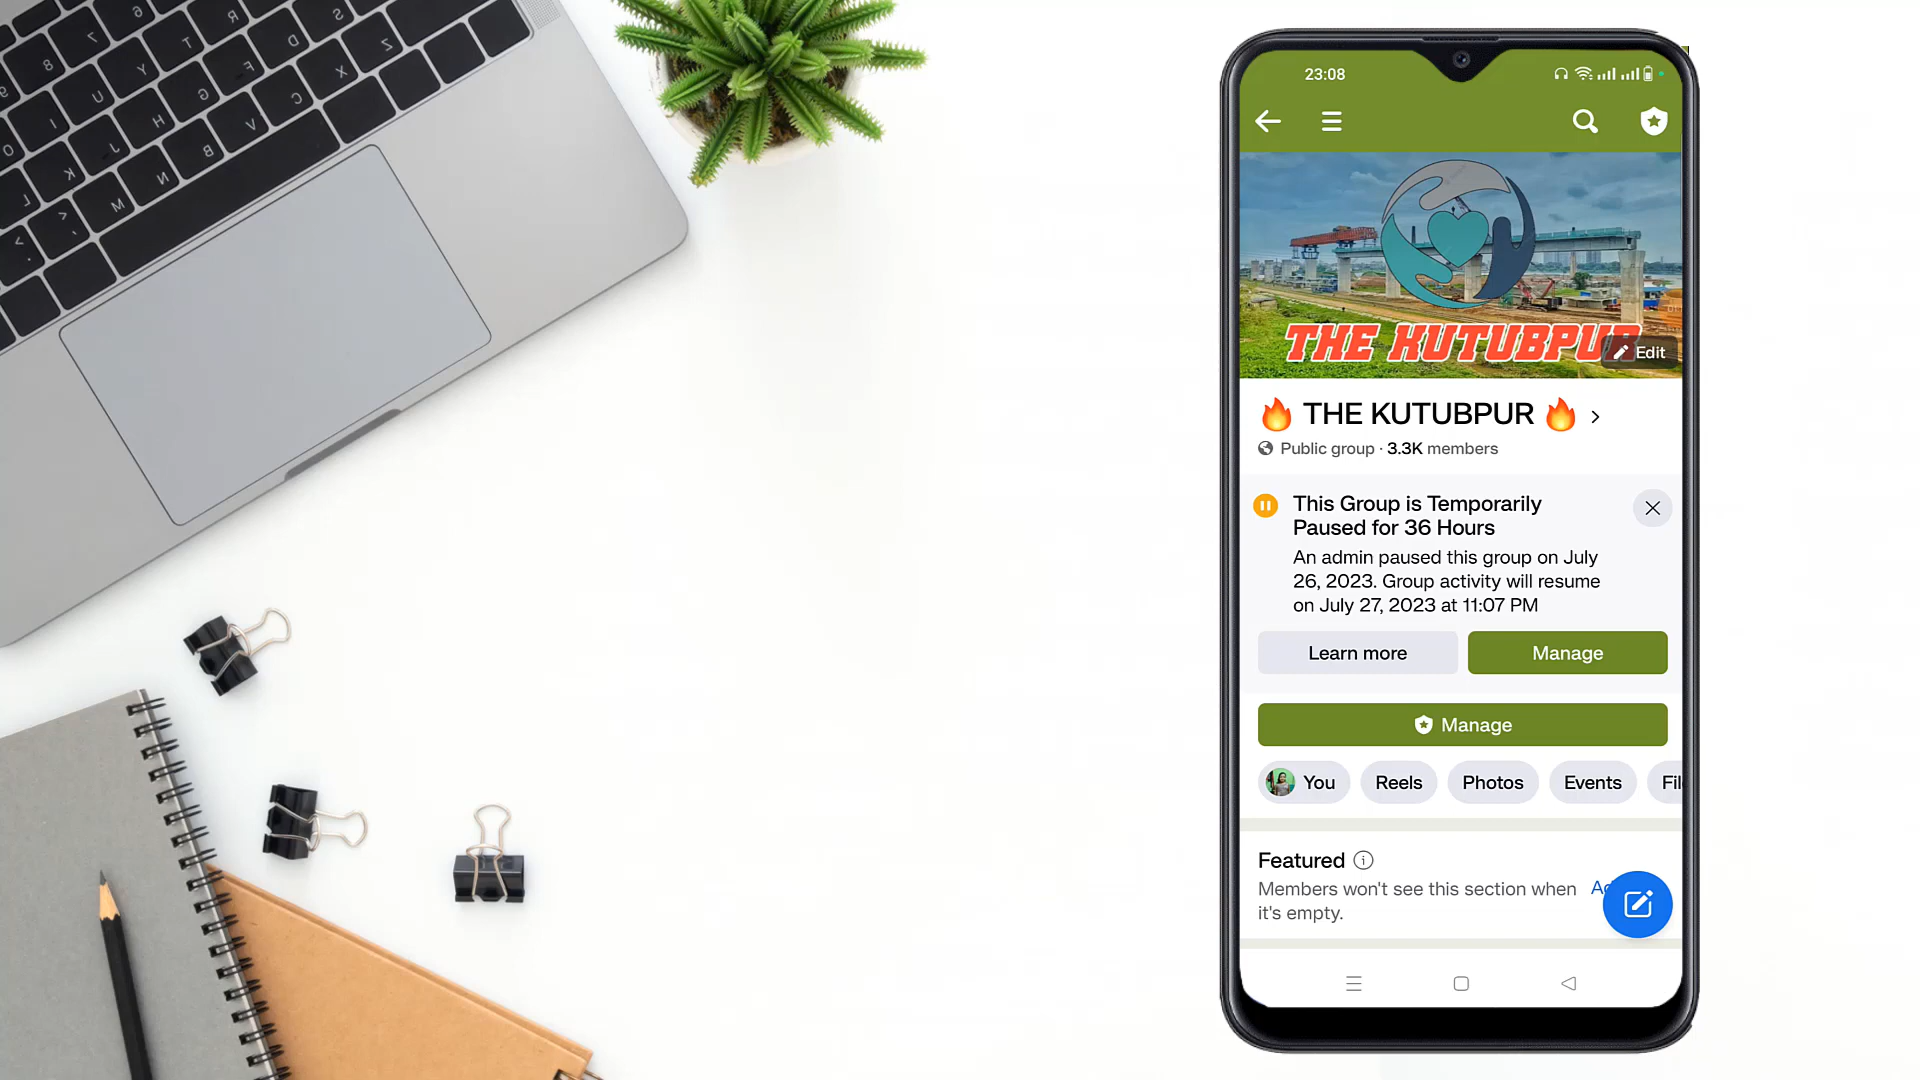 23:08
THE KUTUBPUR
Edit
🔥 THE KUTUBPUR 🔥 >
Public group · 3.3K members
This Group is Temporarily
Paused for 36 Hours
An admin paused this group on July
26, 2023. Group activity will resume
on July 27, 2023 at 11:07 PM
Learn more
Manage
Manage
You
Reels
Photos
Events
Featured
Members won't see this section when
it's empty.